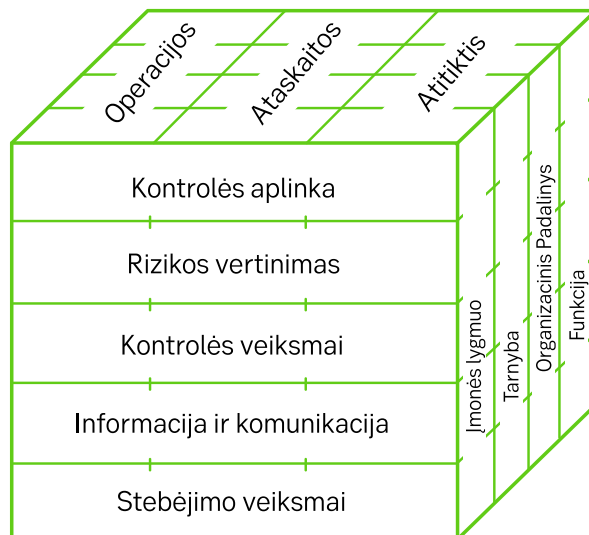 Operacijos
Ataskaitos
Atitiktis
Kontrolės aplinka
Rizikos vertinimas
Kontrolės veiksmai
Informacija ir komunikacija
Stebėjimo veiksmai
Įmonės lygmuo
Tarnyba
Organizacinis Padalinys
Funkcija